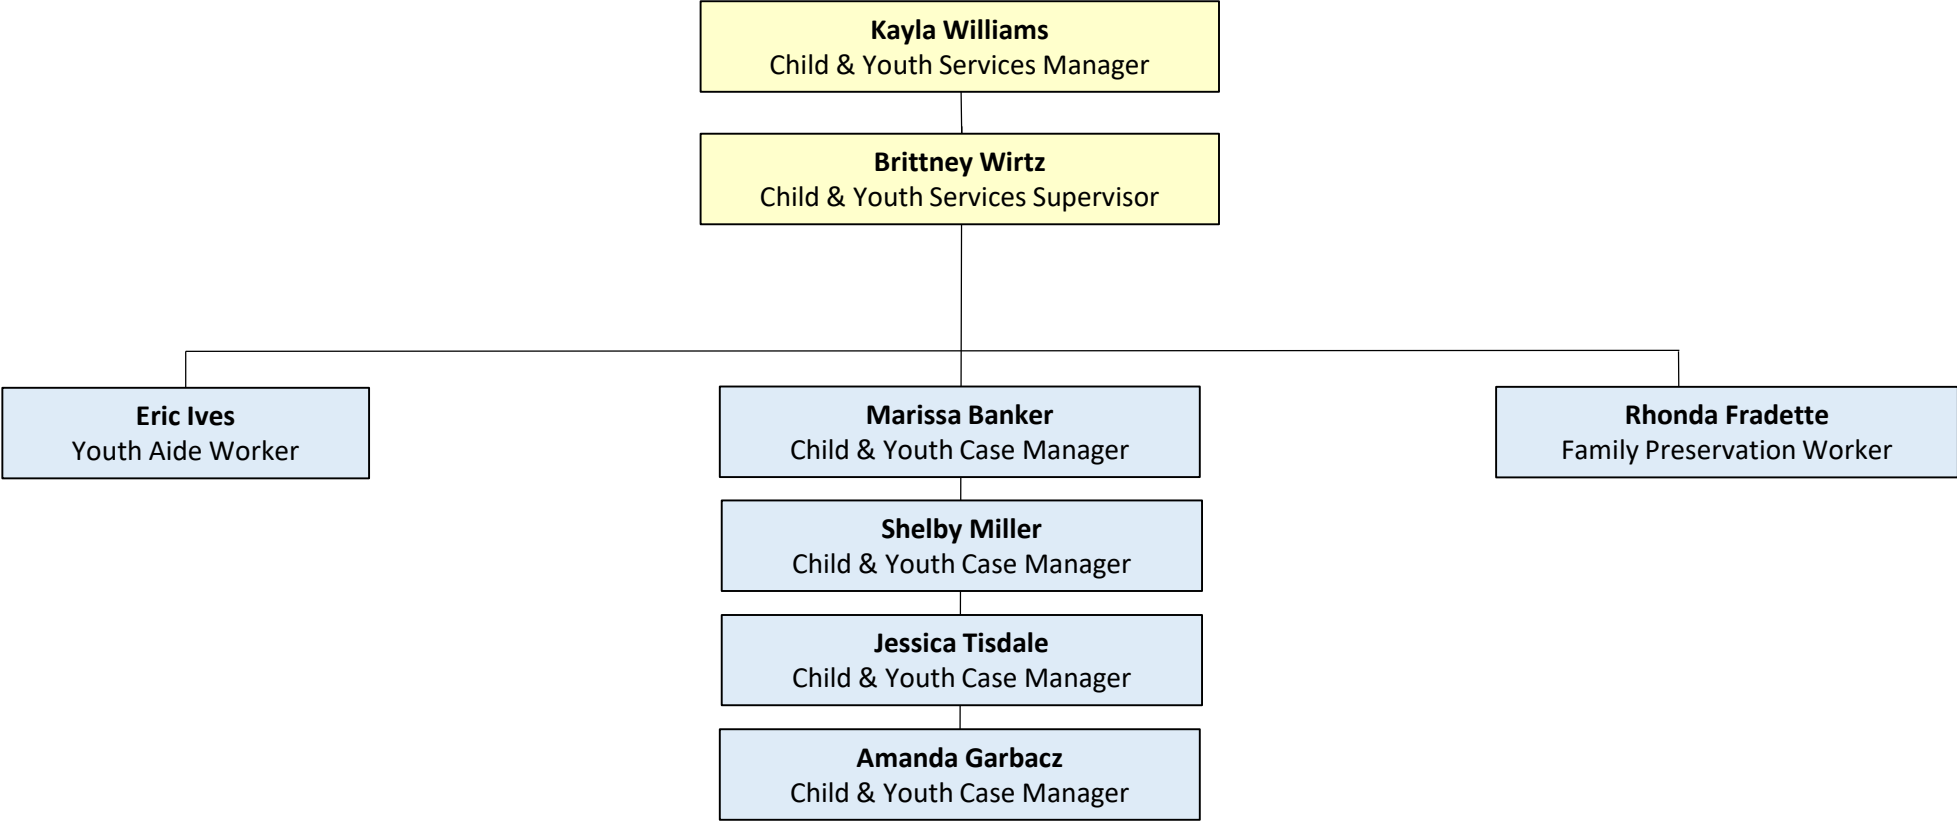 Kayla Williams
Child & Youth Services Manager
Brittney Wirtz
Child & Youth Services Supervisor
Eric Ives
Youth Aide Worker
Marissa Banker
Child & Youth Case Manager
Rhonda Fradette
Family Preservation Worker
Shelby Miller
Child & Youth Case Manager
Jessica Tisdale
Child & Youth Case Manager
Amanda Garbacz
Child & Youth Case Manager